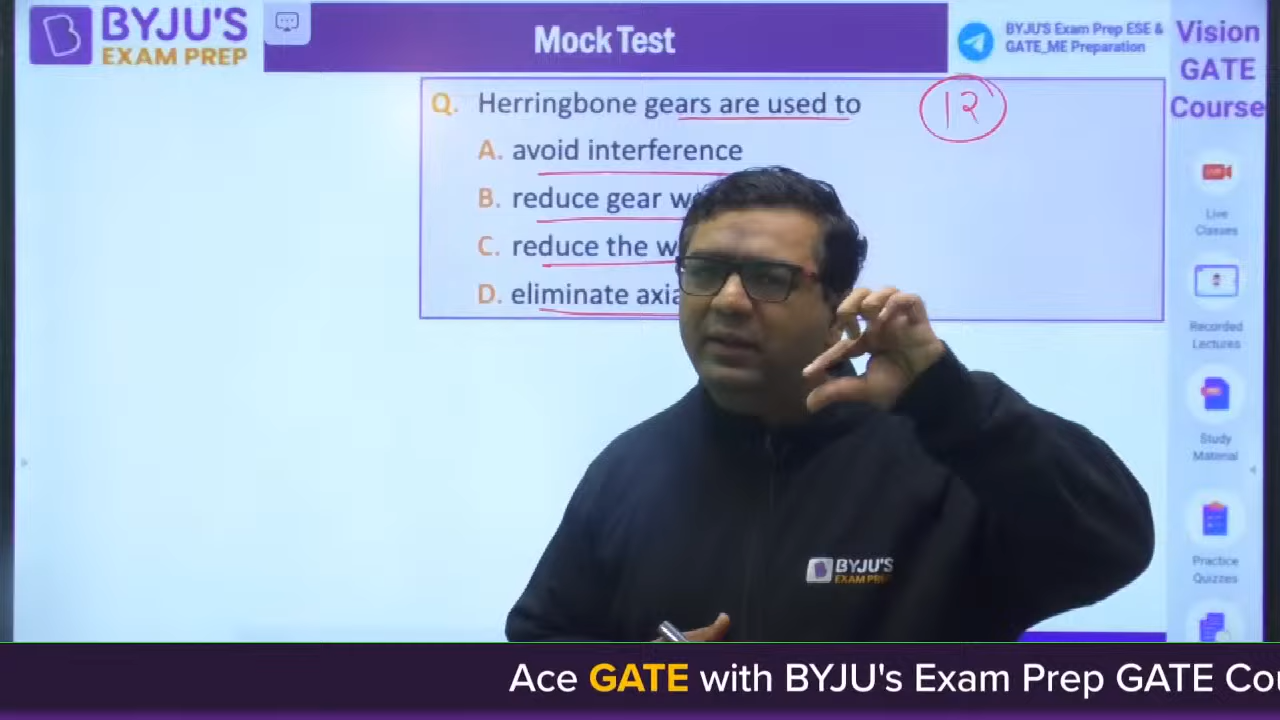 BYJU'S
EXAM PREP
Mock Test
BYJU'S Exam Prep ESE &
GATE_ME Preparation
Vision
GATE
Course
Q. Herringbone gears are used to
12
A. avoid interference
B. reduce gear
C. reduce the
D. eliminate
Live
Classes
Recorded
Lectures
Study
Material
Practice
Quizzes
BYJU'S
EXAM PREP
Ace GATE with BYJU's Exam Prep GATE